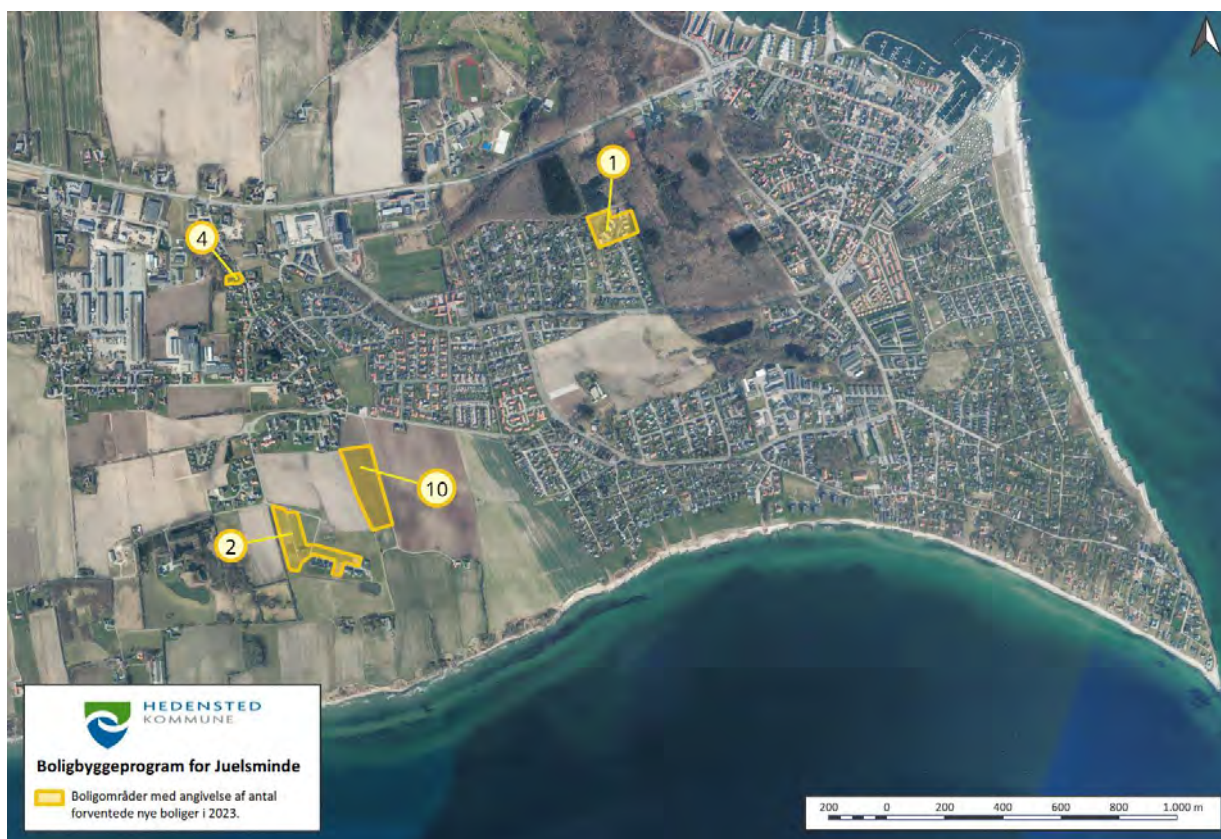 1
4
10
2
HEDENSTED
KOMMUNE
Boligbyggeprogram for Juelsminde
Boligområder med angivelse af antal
forventede nye boliger i 2023.
200 0 200 400 600 800 1.000 m